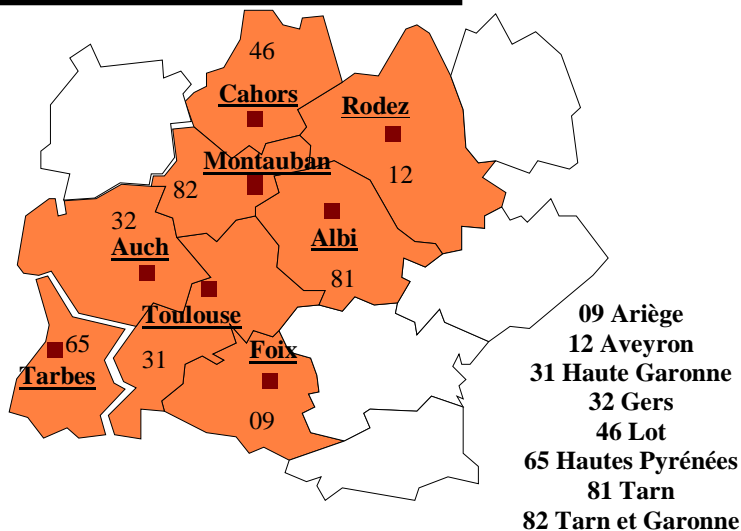 46
Cahors
Rodez
Montauban
82
12
32
Auch
Albi
81
Toulouse
65
Tarbes
31
Foix
09
09 Ariège
12 Aveyron
31 Haute Garonne
32 Gers
46 Lot
65 Hautes Pyrénées
81 Tarn
82 Tarn et Garonne